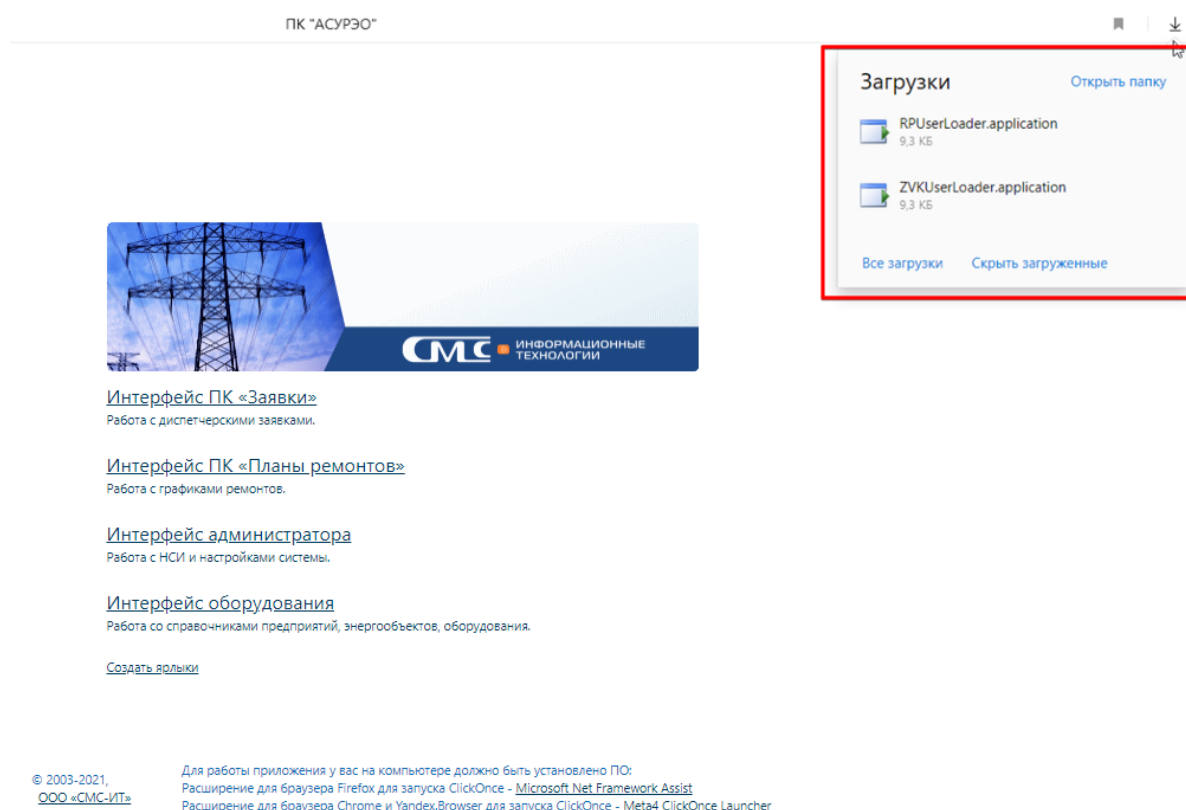 ПК "АСУРЭО"
Загрузки
Открыть папку
RPUserLoader.application
9,3 КБ
ZVKUserLoader.application
9,3 КБ
Все загрузки
Скрыть загруженные
СМС ИНФОРМАЦИОННЫЕ
ТЕХНОЛОГИИ
Интерфейс ПК «Заявки»
Работа с диспетчерскими заявками.
Интерфейс ПК «Планы ремонтов»
Работа с графиками ремонтов.
Интерфейс администратора
Работа с НСИ и настройками системы.
Интерфейс оборудования
Работа со справочниками предприятий, энергообъектов, оборудования.
Создать ярлыки
© 2003-2021,
ООО «СМС-ИТ»
Для работы приложения у вас на компьютере должно быть установлено ПО:
Расширение для браузера Firefox для запуска ClickOnce - Microsoft Net Framework Assist
Расширение для браузера Chrome и Yandex.Browser для запуска ClickOnce - Meta4 ClickOnce Launcher